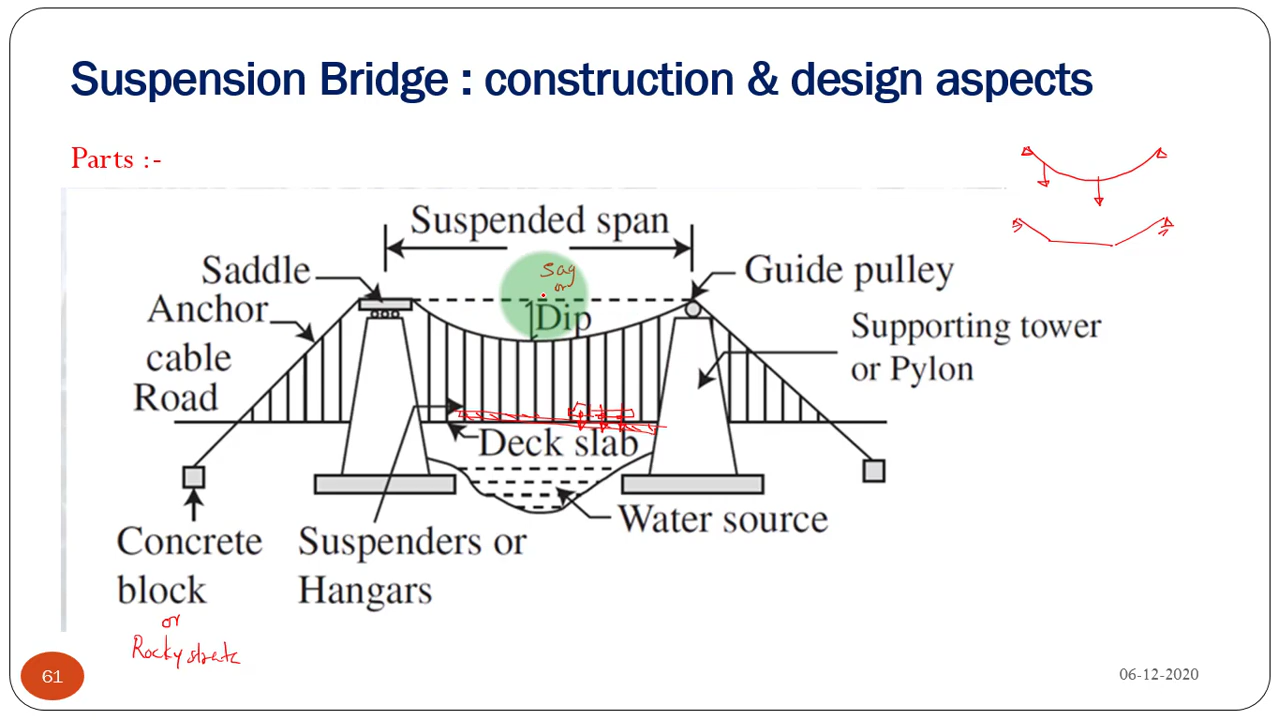 Suspension Bridge : construction & design aspects
Parts :-
Suspended span
Saddle
Sag
or
Dip
Guide pulley
Anchor
cable
Supporting tower
or Pylon
Road
Deck slab
Water source
Concrete
block
or
Rocky strata
Suspenders or
Hangars
61
06-12-2020